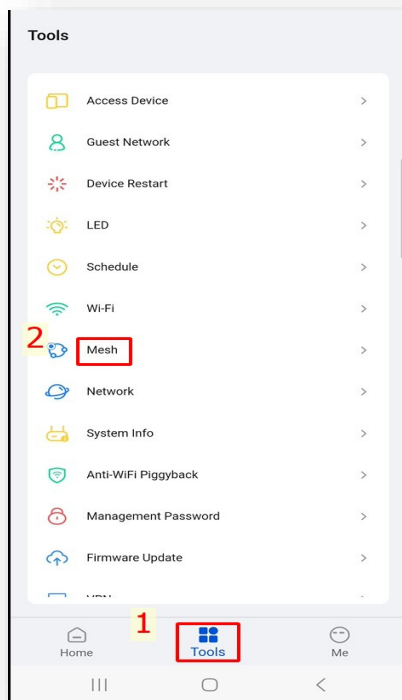 Tools
Access Device
Guest Network
Device Restart
LED
Schedule
Wi-Fi
2
Mesh
Network
System Info
Anti-WiFi Piggyback
Management Password
Firmware Update
1
Home
Tools
Me